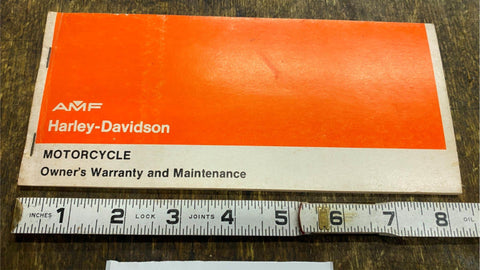 AMF
Harley-Davidson
MOTORCYCLE
Owner's Warranty and Maintenance
INCHES 1 2 LOCK 3 JOINTS 4 5 6 7 8 OIL